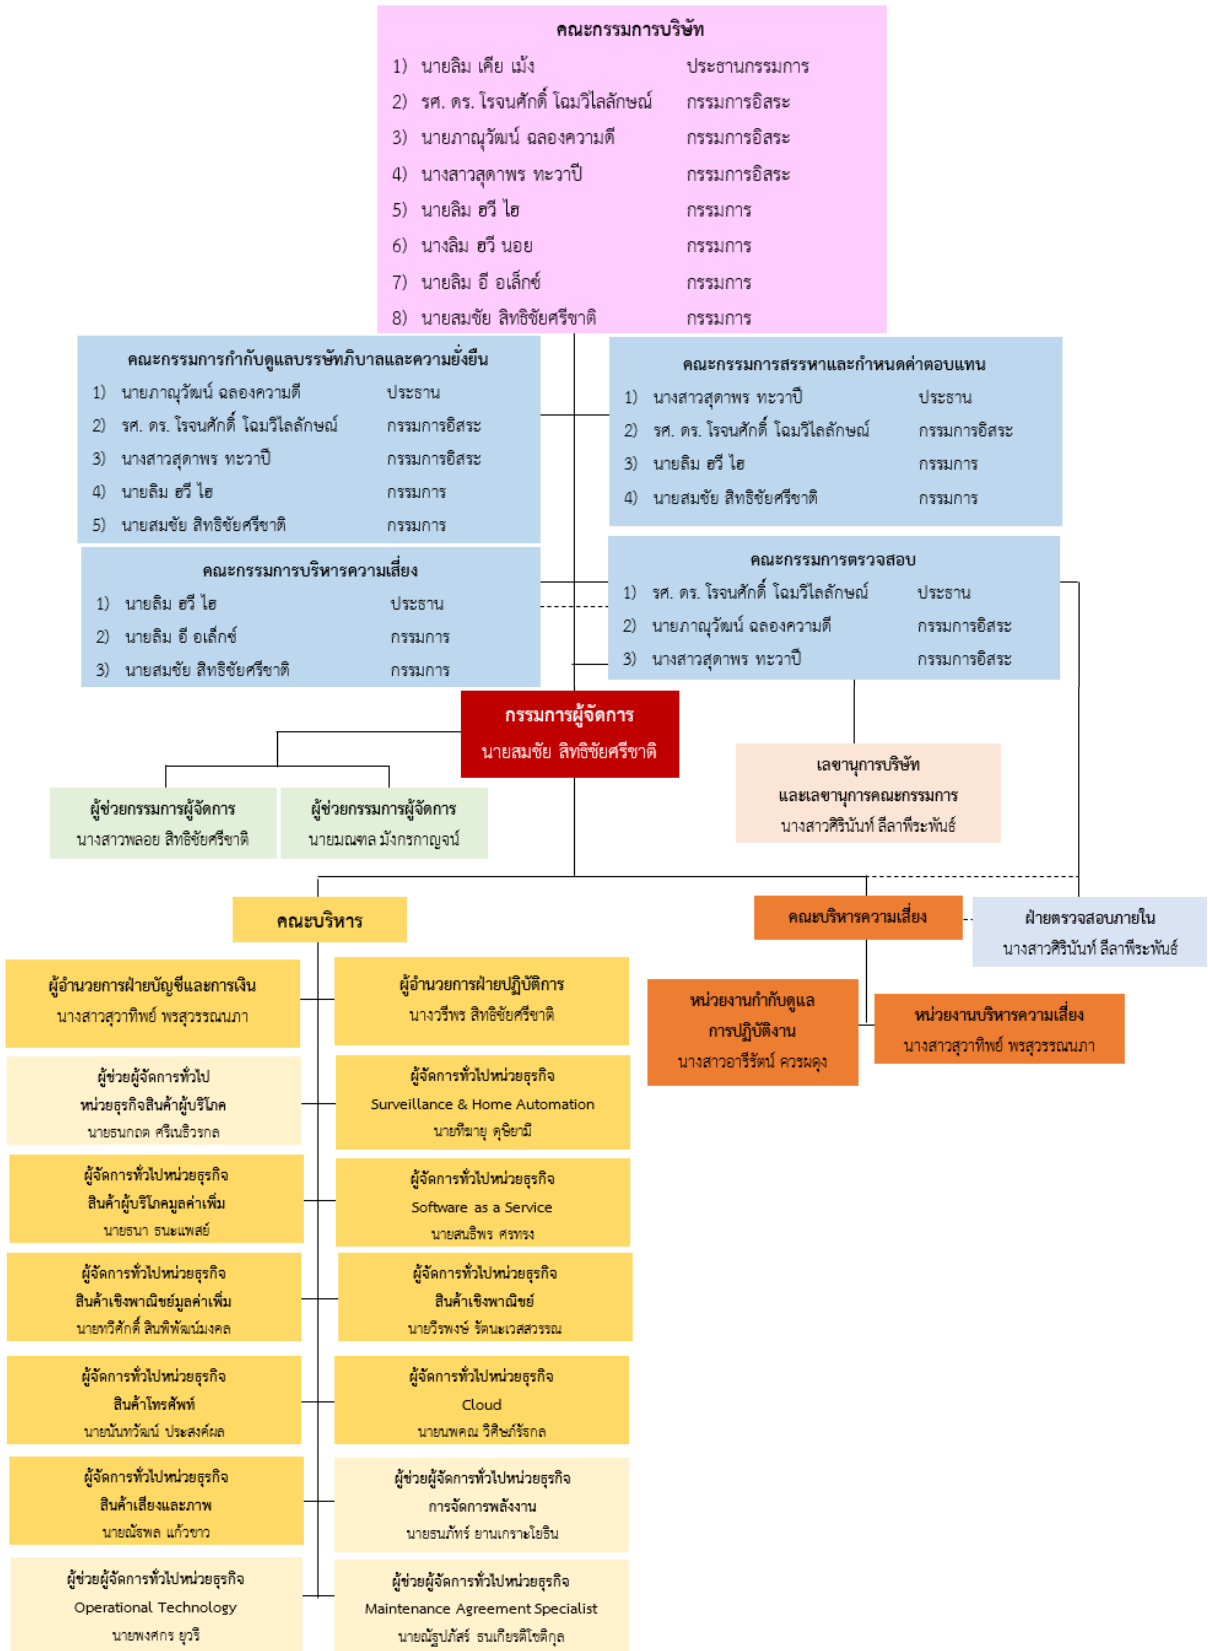 คณะกรรมการบริษัท
1) นายลิม เคีย เม้ง ประธานกรรมการ
2) รศ. ดร. โรจนศักดิ์ โฉมวิไลลักษณ์ กรรมการอิสระ
3) นายภาณุวัฒน์ ฉลองความดี กรรมการอิสระ
4) นางสาวสุดาพร ทะวาปี กรรมการอิสระ
5) นายลิม ฮวี ไฮ กรรมการ
6) นางลิม ฮวี นอย กรรมการ
7) นายลิม อี อเล็กซ์ กรรมการ
8) นายสมชัย สิทธิชัยศรีชาติ กรรมการ
คณะกรรมการกำกับดูแลบรรษัทภิบาลและความยั่งยืน
1) นายภาณุวัฒน์ ฉลองความดี ประธาน
2) รศ. ดร. โรจนศักดิ์ โฉมวิไลลักษณ์ กรรมการอิสระ
3) นางสาวสุดาพร ทะวาปี กรรมการอิสระ
4) นายลิม ฮวี ไฮ กรรมการ
5) นายสมชัย สิทธิชัยศรีชาติ กรรมการ
คณะกรรมการสรรหาและกำหนดค่าตอบแทน
1) นางสาวสุดาพร ทะวาปี ประธาน
2) รศ. ดร. โรจนศักดิ์ โฉมวิไลลักษณ์ กรรมการอิสระ
3) นายลิม ฮวี ไฮ กรรมการ
4) นายสมชัย สิทธิชัยศรีชาติ กรรมการ
คณะกรรมการบริหารความเสี่ยง
1) นายลิม ฮวี ไฮ ประธาน
2) นายลิม อี อเล็กซ์ กรรมการ
3) นายสมชัย สิทธิชัยศรีชาติ กรรมการ
คณะกรรมการตรวจสอบ
1) รศ. ดร. โรจนศักดิ์ โฉมวิไลลักษณ์ ประธาน
2) นายภาณุวัฒน์ ฉลองความดี กรรมการอิสระ
3) นางสาวสุดาพร ทะวาปี กรรมการอิสระ
กรรมการผู้จัดการ
นายสมชัย สิทธิชัยศรีชาติ
เลขานุการบริษัท
และเลขานุการคณะกรรมการ
นางสาวศิรินันท์ ลีลาพีระพันธ์
ผู้ช่วยกรรมการผู้จัดการ
นางสาวพลอย สิทธิชัยศรีชาติ
ผู้ช่วยกรรมการผู้จัดการ
นายมณฑล มังกรกาญจน์
คณะบริหาร
คณะบริหารความเสี่ยง
ฝ่ายตรวจสอบภายใน
นางสาวศิรินันท์ ลีลาพีระพันธ์
ผู้อำนวยการฝ่ายบัญชีและการเงิน
นางสาวสุวาทิพย์ พรสุวรรณนภา
ผู้อำนวยการฝ่ายปฏิบัติการ
นางวรีพร สิทธิชัยศรีชาติ
หน่วยงานกำกับดูแล
การปฏิบัติงาน
นางสาวอารีรัตน์ ควรผดุง
หน่วยงานบริหารความเสี่ยง
นางสาวสุวาทิพย์ พรสุวรรณนภา
ผู้ช่วยผู้จัดการทั่วไป
หน่วยธุรกิจสินค้าผู้บริโภค
นายธนกฤต ศรีเนธิวรกล
ผู้จัดการทั่วไปหน่วยธุรกิจ
Surveillance & Home Automation
นายทีฆายุ ดุษิยามี
ผู้จัดการทั่วไปหน่วยธุรกิจ
สินค้าผู้บริโภคมูลค่าเพิ่ม
นายธนา ธนะแพสย์
ผู้จัดการทั่วไปหน่วยธุรกิจ
Software as a Service
นายสนธิพร ศรทรง
ผู้จัดการทั่วไปหน่วยธุรกิจ
สินค้าเชิงพาณิชย์มูลค่าเพิ่ม
นายทวีศักดิ์ สินพิพัฒน์มงคล
ผู้จัดการทั่วไปหน่วยธุรกิจ
สินค้าเชิงพาณิชย์
นายวีรพงษ์ รัตนะเวสสวรรณ
ผู้จัดการทั่วไปหน่วยธุรกิจ
สินค้าโทรศัพท์
นายนันทวัฒน์ ประสงค์ผล
ผู้จัดการทั่วไปหน่วยธุรกิจ
Cloud
นายนพคณ วิศิษภ์รัธกล
ผู้จัดการทั่วไปหน่วยธุรกิจ
สินค้าเสียงและภาพ
นายณัธพล แก้วขาว
ผู้ช่วยผู้จัดการทั่วไปหน่วยธุรกิจ
การจัดการพลังงาน
นายธนภัทร์ ยานเกราะโยธิน
ผู้ช่วยผู้จัดการทั่วไปหน่วยธุรกิจ
Operational Technology
นายพงศกร ยุวรี
ผู้ช่วยผู้จัดการทั่วไปหน่วยธุรกิจ
Maintenance Agreement Specialist
นายณัฐปภัสร์ ธนเกียรติโชติกุล